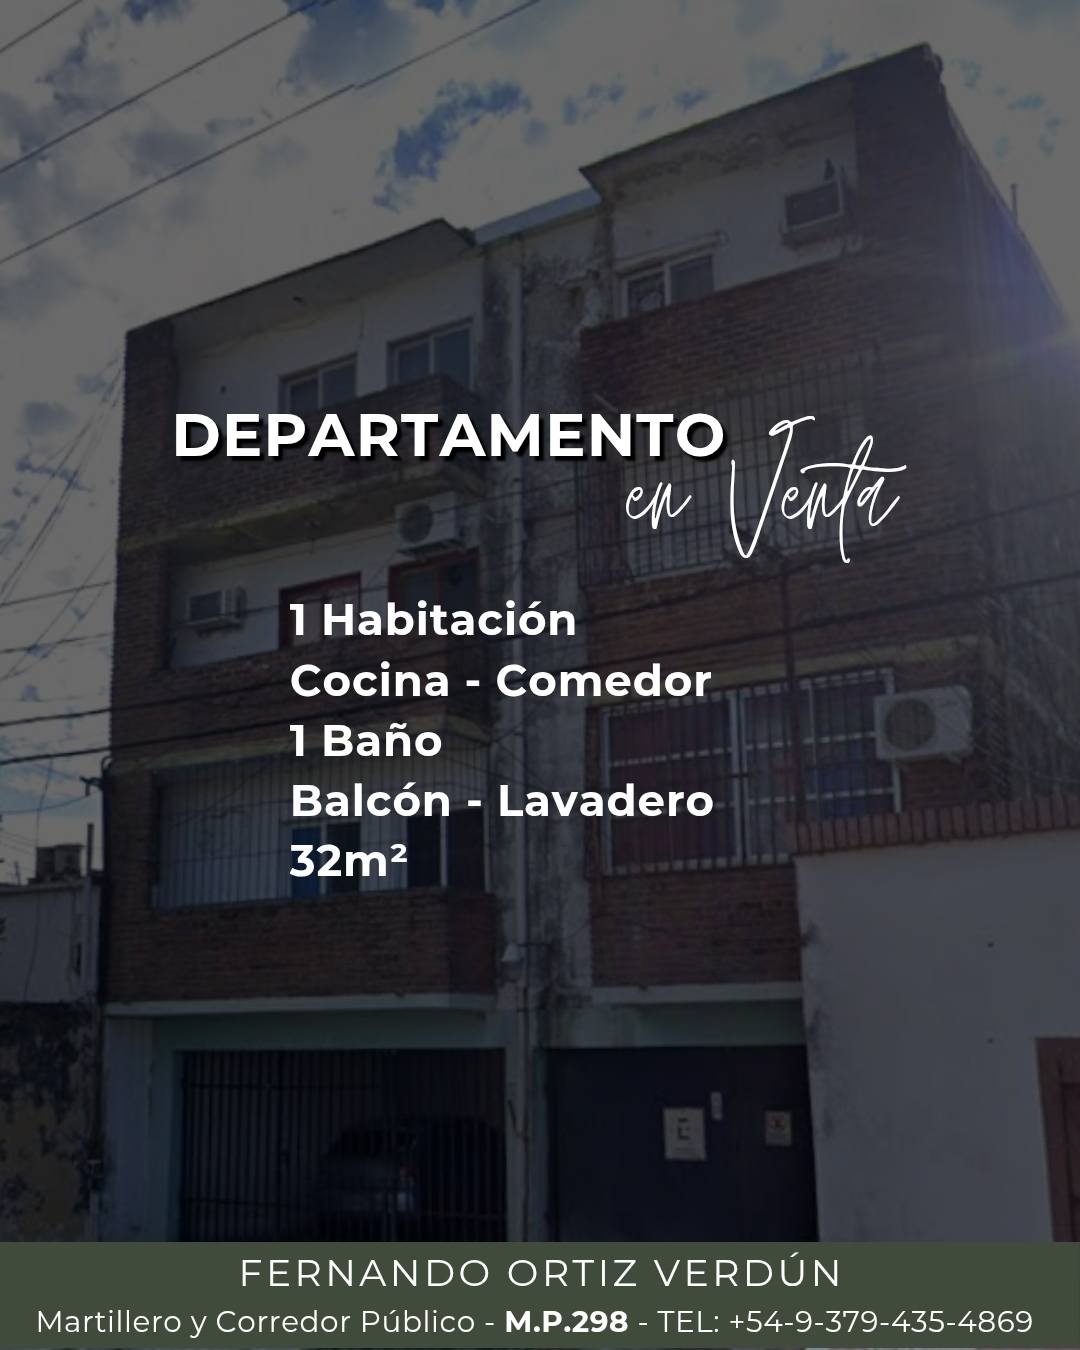 DEPARTAMENTO
en Venta
1 Habitación
Cocina - Comedor
1 Baño
Balcón - Lavadero
32m²
FERNANDO ORTIZ VERDÚN
Martillero y Corredor Público - M.P.298 - TEL: +54-9-379-435-4869